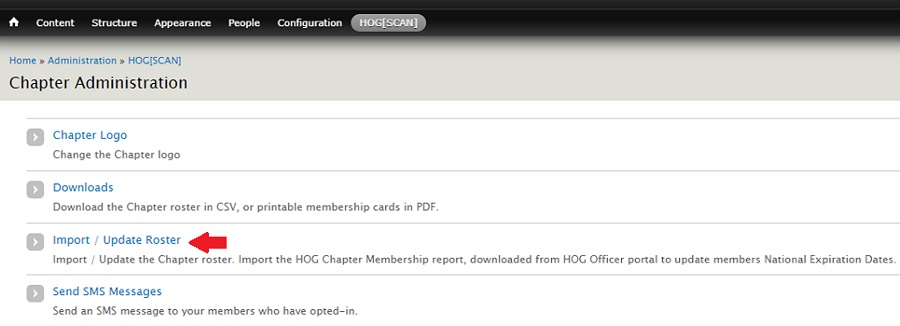 Content Structure Appearance People Configuration HOG[SCAN]
Home » Administration » HOG[SCAN]
Chapter Administration
Chapter Logo
Change the Chapter logo
Downloads
Download the Chapter roster in CSV, or printable membership cards in PDF.
Import / Update Roster
Import / Update the Chapter roster. Import the HOG Chapter Membership report, downloaded from HOG Officer portal to update members National Expiration Dates.
Send SMS Messages
Send an SMS message to your members who have opted-in.